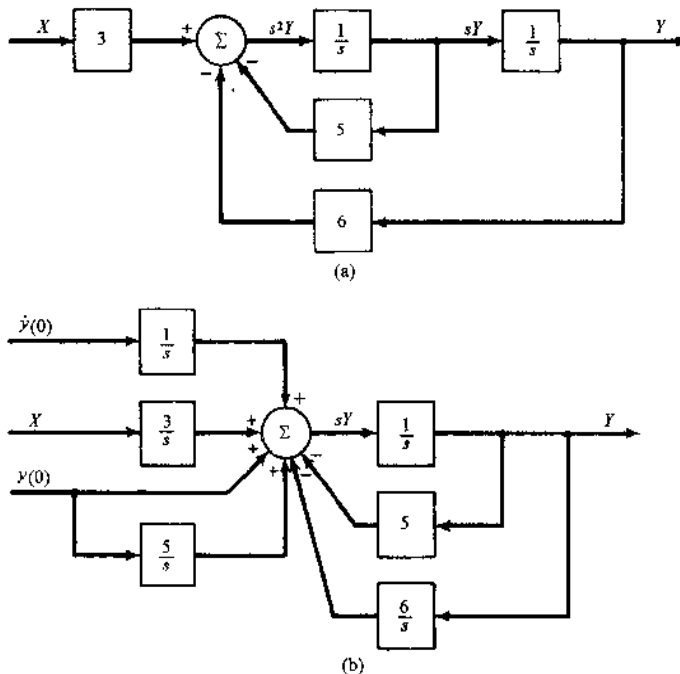 X 3 + Σ s²Y 1/s sY 1/s Y
− −
5
6
(a)
ẏ(0) 1/s
+
X 3/s + Σ sY 1/s Y
+ + − −
y(0)
5/s 5
6/s
(b)